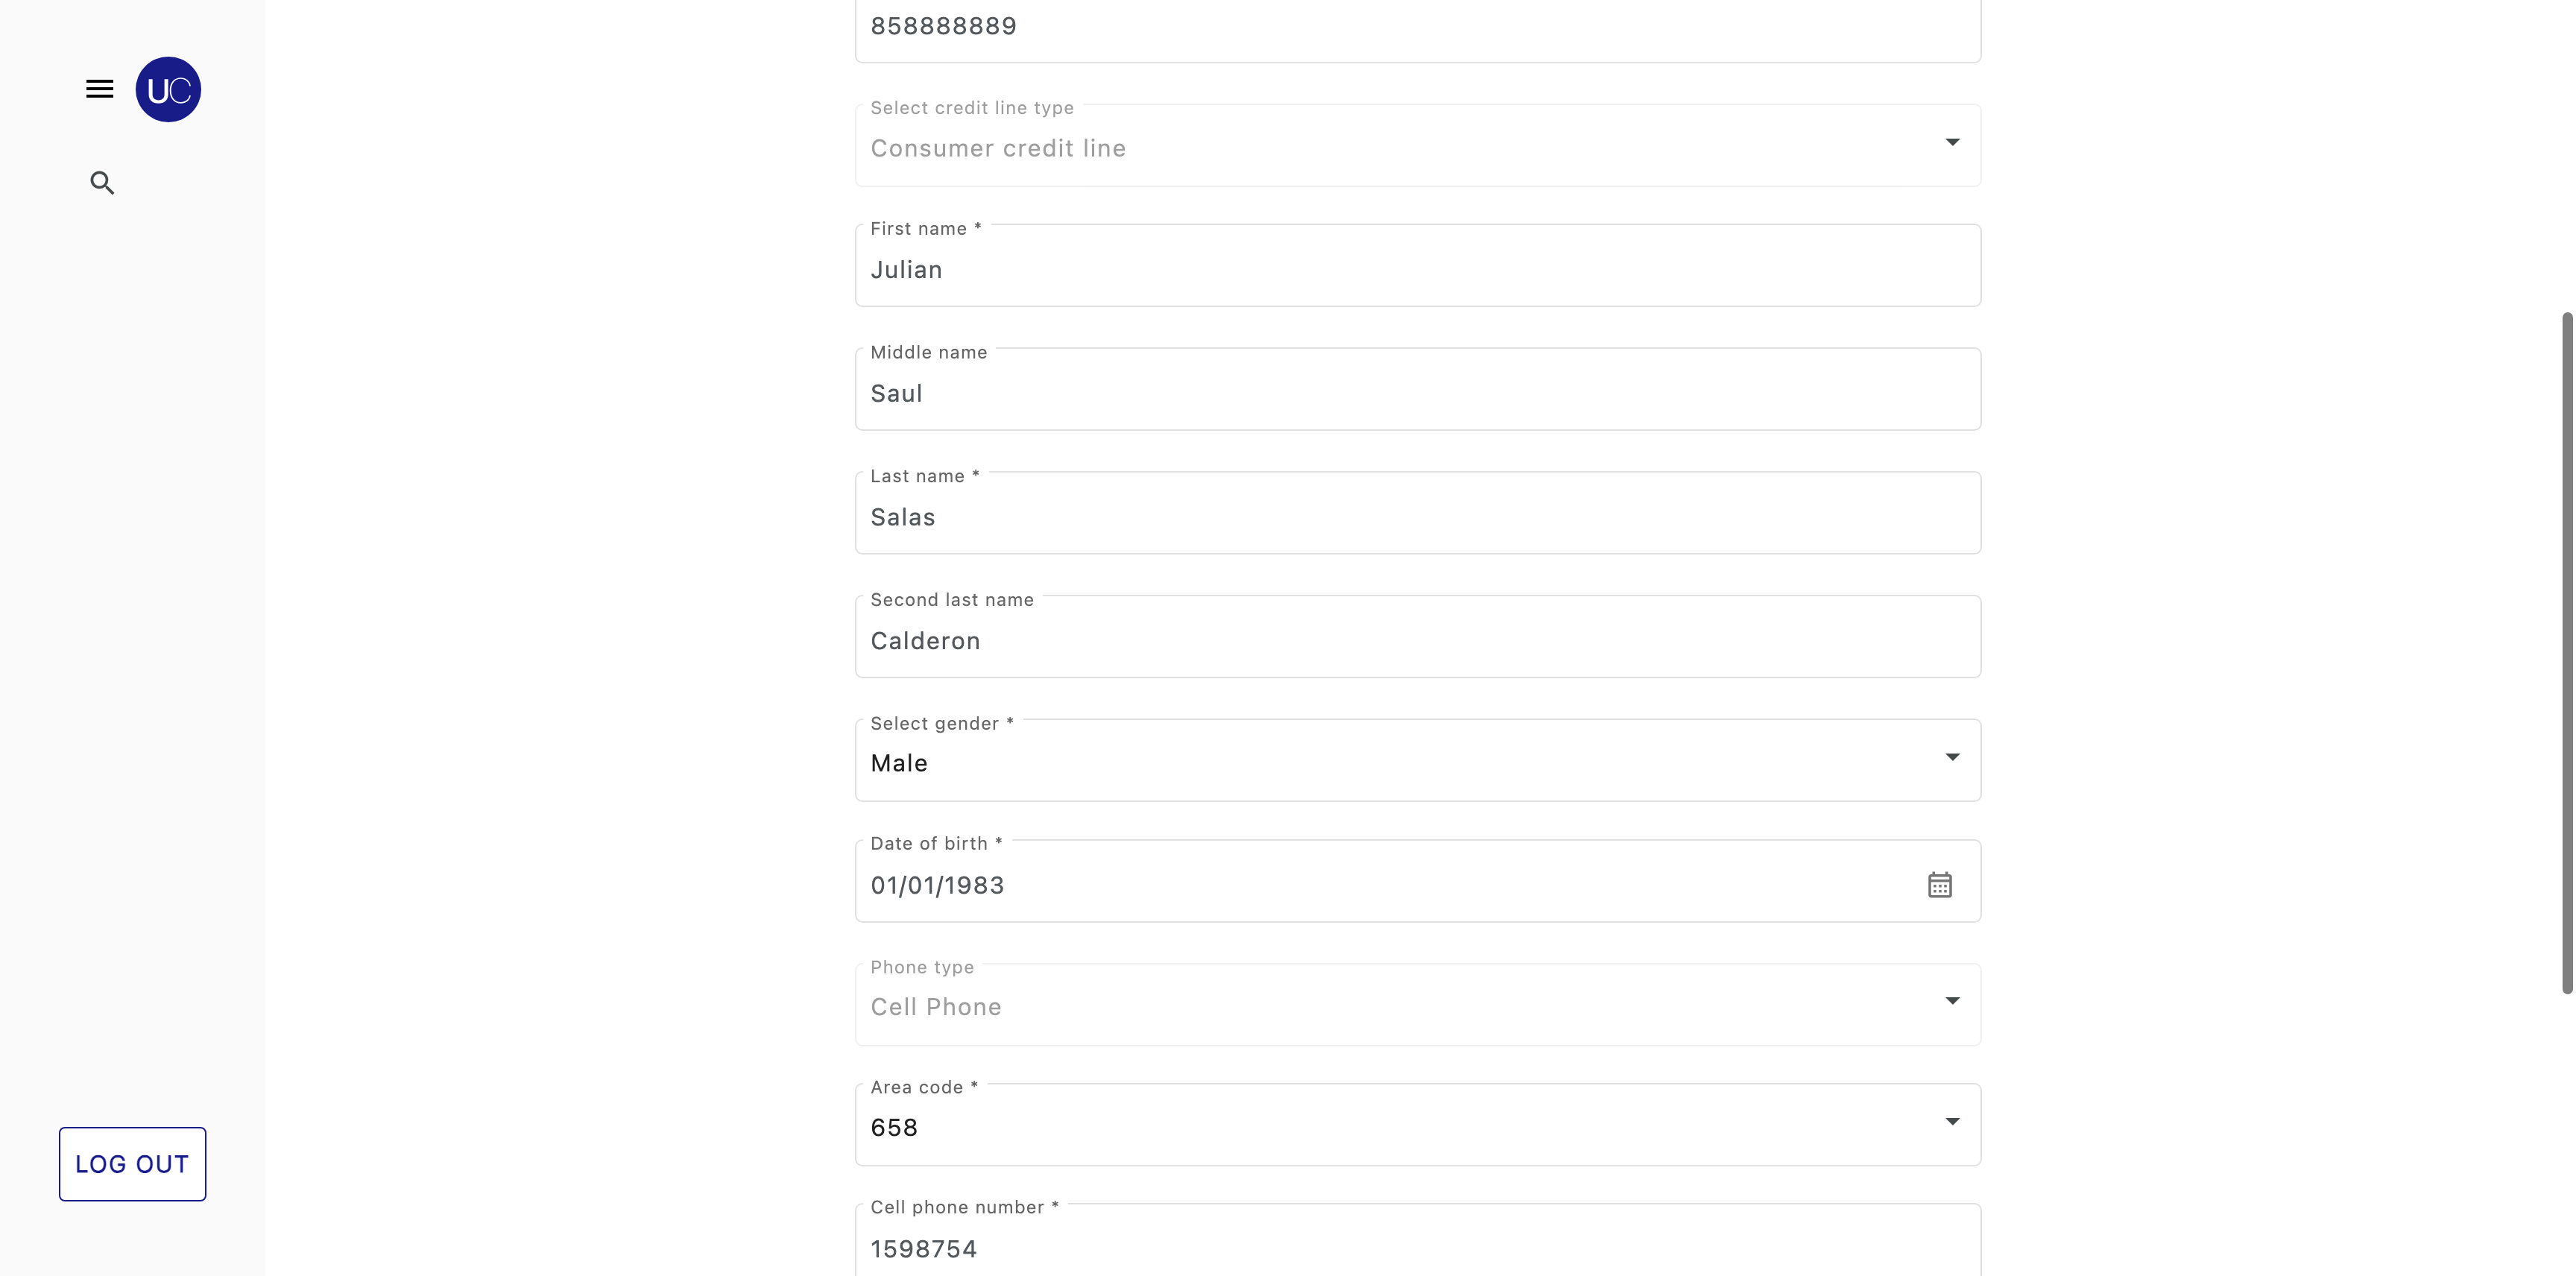 858888889
UC
Select credit line type
Consumer credit line
First name *
Julian
Middle name
Saul
Last name *
Salas
Second last name
Calderon
Select gender *
Male
Date of birth *
01/01/1983
Phone type
Cell Phone
Area code *
658
LOG OUT
Cell phone number *
1598754